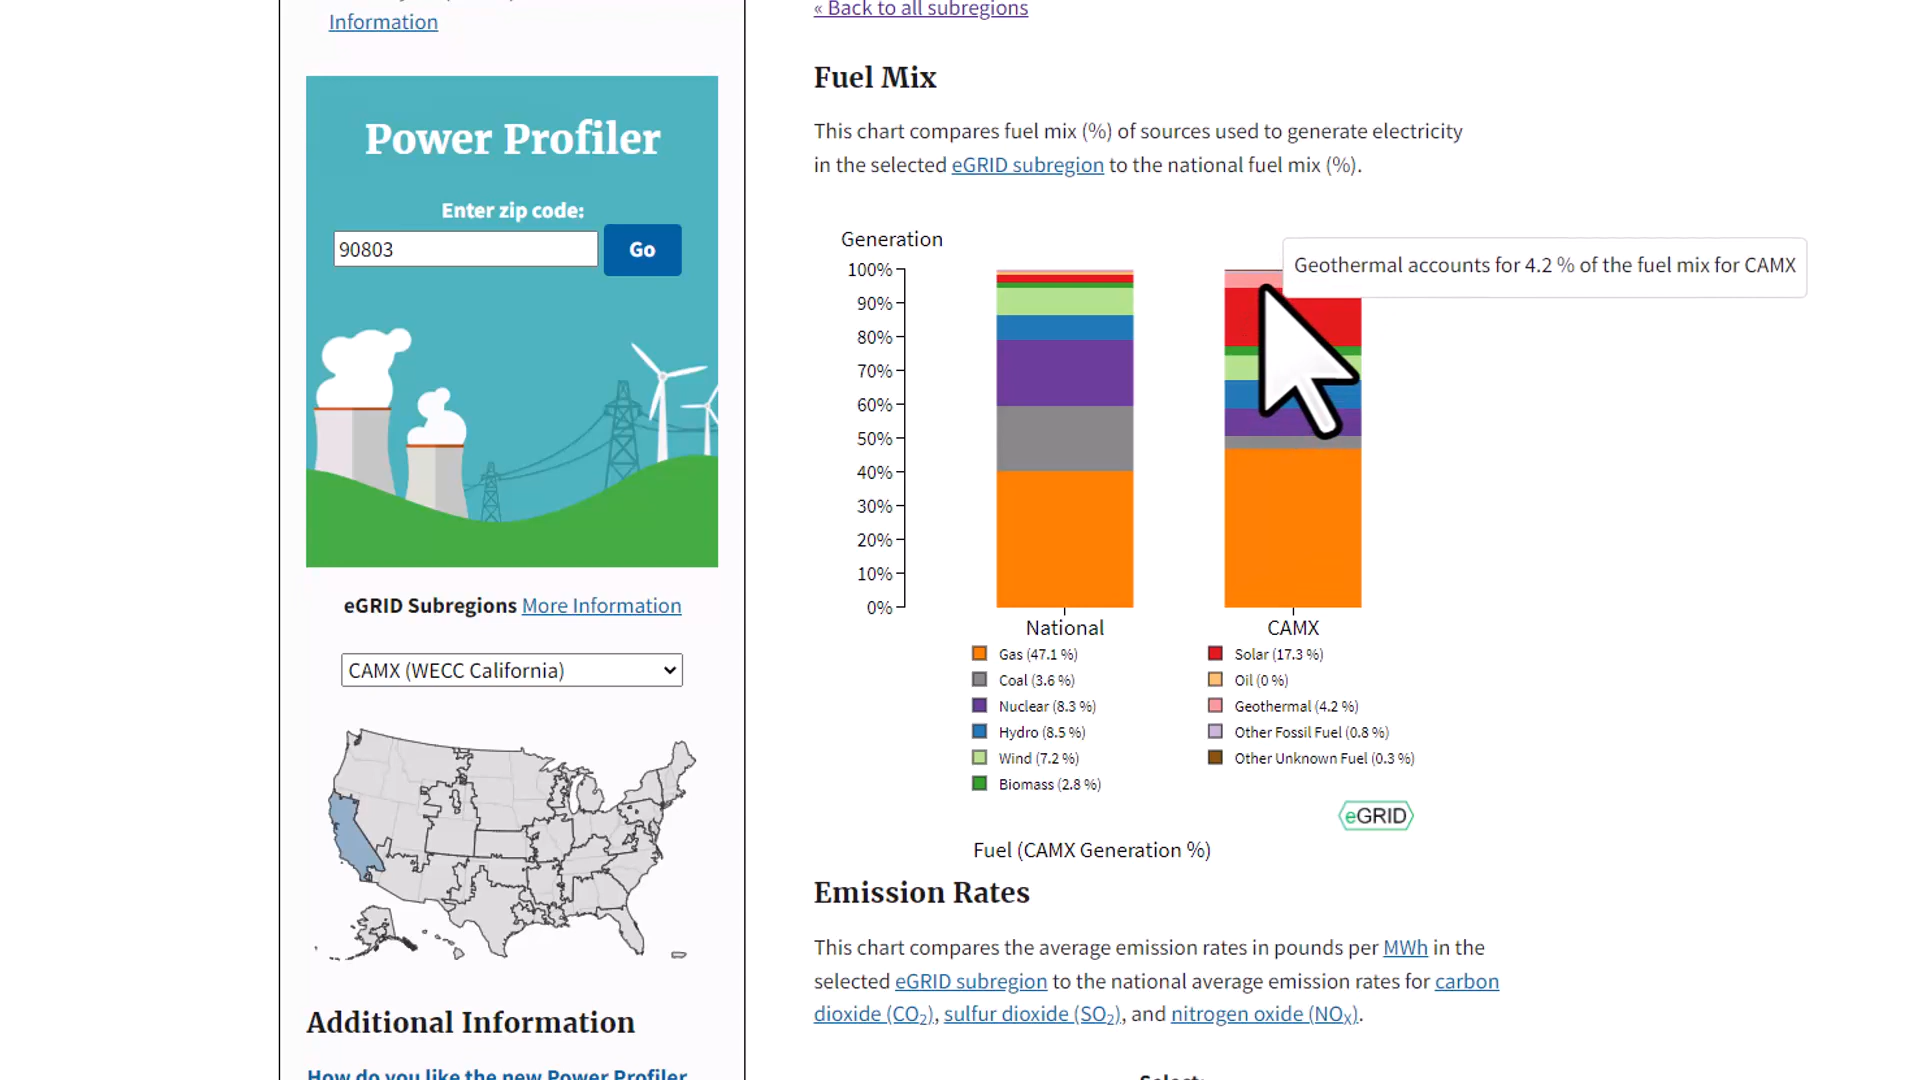 Information
Power Profiler
Enter zip code:
90803
Go
eGRID Subregions More Information
CAMX (WECC California)
Additional Information
How do you like the new Power Profiler
« Back to all subregions
Fuel Mix
This chart compares fuel mix (%) of sources used to generate electricity
in the selected eGRID subregion to the national fuel mix (%).
Generation
100%
90%
80%
70%
60%
50%
40%
30%
20%
10%
0%
Geothermal accounts for 4.2 % of the fuel mix for CAMX
National
CAMX
Gas (47.1 %)
Coal (3.6 %)
Nuclear (8.3 %)
Hydro (8.5 %)
Wind (7.2 %)
Biomass (2.8 %)
Solar (17.3 %)
Oil (0 %)
Geothermal (4.2 %)
Other Fossil Fuel (0.8 %)
Other Unknown Fuel (0.3 %)
eGRID
Fuel (CAMX Generation %)
Emission Rates
This chart compares the average emission rates in pounds per MWh in the
selected eGRID subregion to the national average emission rates for carbon
dioxide (CO₂), sulfur dioxide (SO₂), and nitrogen oxide (NOₓ).
Select: